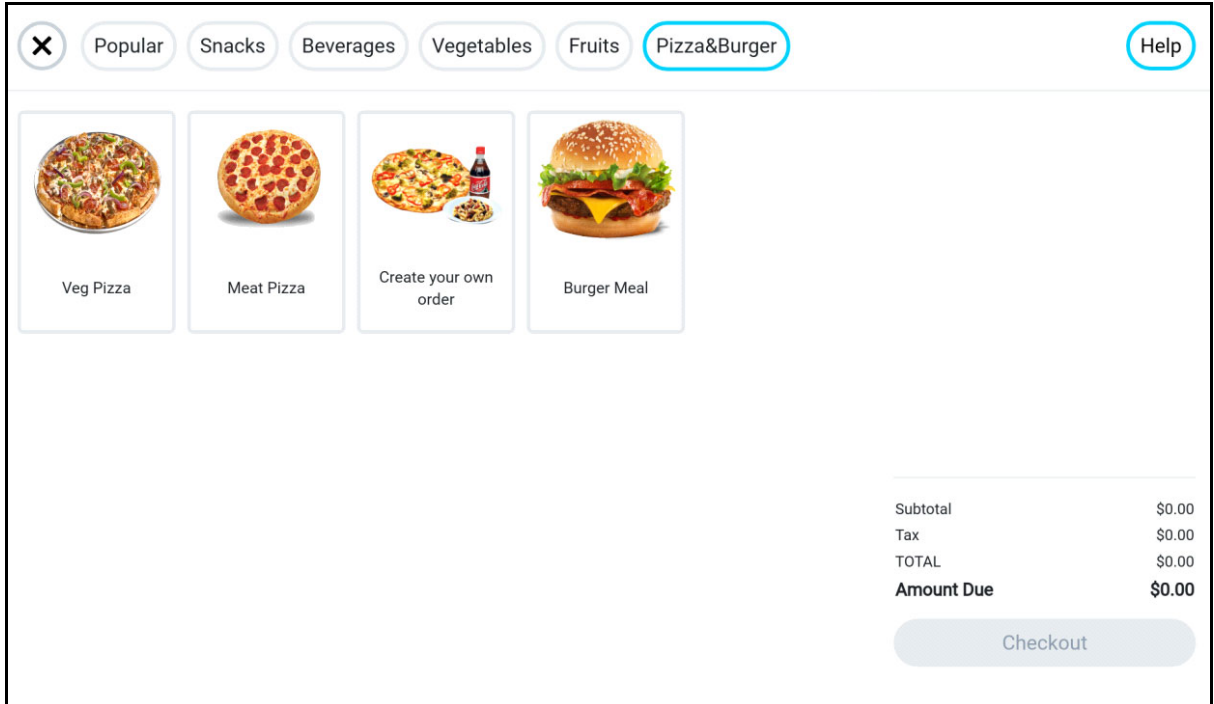 Popular
Snacks
Beverages
Vegetables
Fruits
Pizza&Burger
Help
Veg Pizza
Meat Pizza
Create your own
order
Burger Meal
Subtotal $0.00
Tax $0.00
TOTAL $0.00
Amount Due $0.00
Checkout